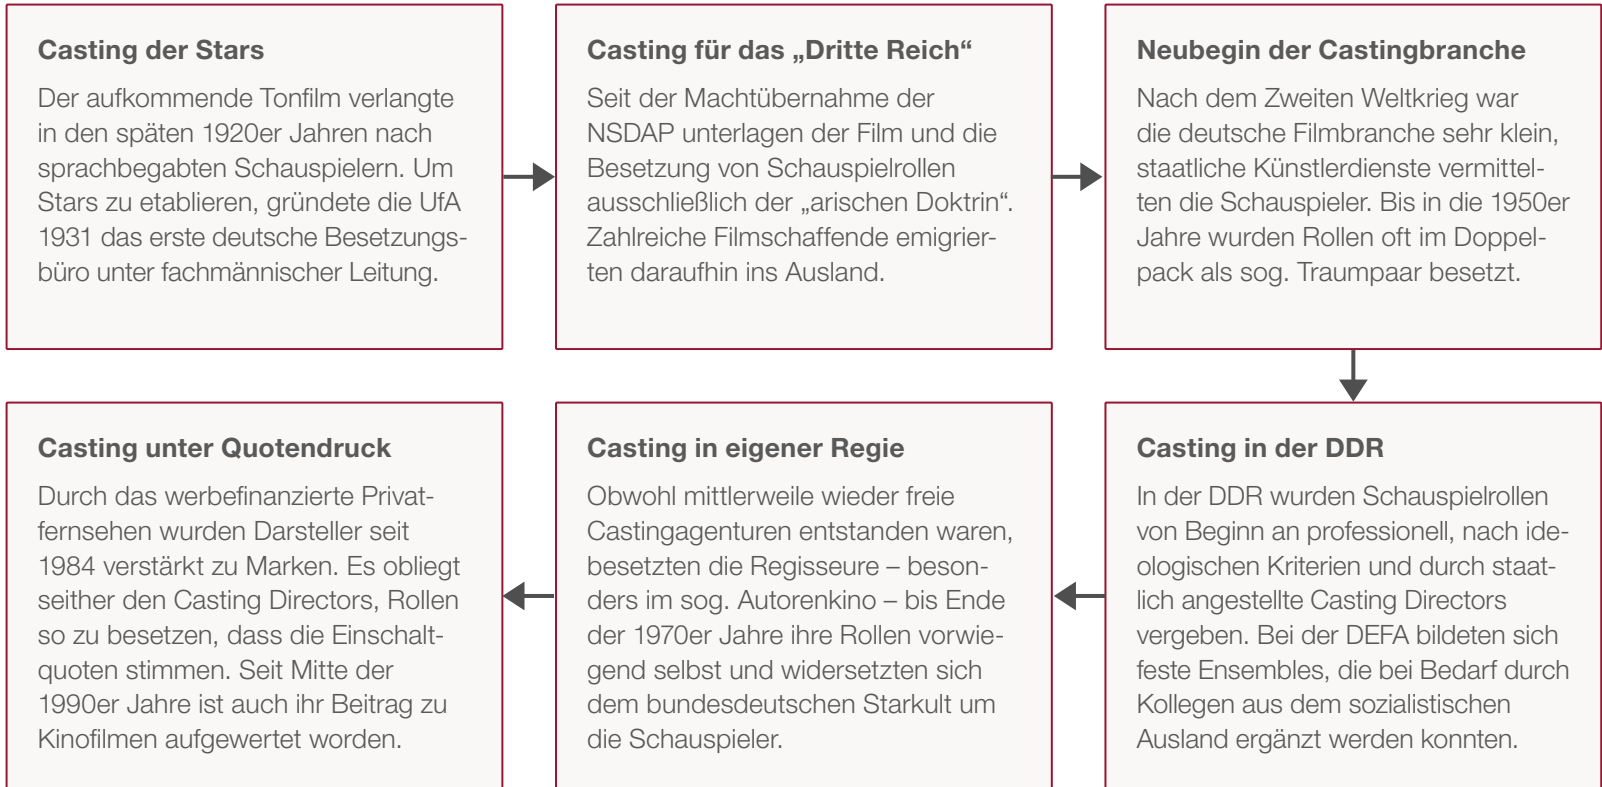 Casting der Stars
Der aufkommende Tonfilm verlangte
in den späten 1920er Jahren nach
sprachbegabten Schauspielern. Um
Stars zu etablieren, gründete die UfA
1931 das erste deutsche Besetzungs-
büro unter fachmännischer Leitung.
Casting für das „Dritte Reich“
Seit der Machtübernahme der
NSDAP unterlagen der Film und die
Besetzung von Schauspielrollen
ausschließlich der „arischen Doktrin“.
Zahlreiche Filmschaffende emigrier-
ten daraufhin ins Ausland.
Neubegin der Castingbranche
Nach dem Zweiten Weltkrieg war
die deutsche Filmbranche sehr klein,
staatliche Künstlerdienste vermittel-
ten die Schauspieler. Bis in die 1950er
Jahre wurden Rollen oft im Doppel-
pack als sog. Traumpaar besetzt.
Casting in der DDR
In der DDR wurden Schauspielrollen
von Beginn an professionell, nach ide-
ologischen Kriterien und durch staat-
lich angestellte Casting Directors
vergeben. Bei der DEFA bildeten sich
feste Ensembles, die bei Bedarf durch
Kollegen aus dem sozialistischen
Ausland ergänzt werden konnten.
Casting in eigener Regie
Obwohl mittlerweile wieder freie
Castingagenturen entstanden waren,
besetzten die Regisseure – beson-
ders im sog. Autorenkino – bis Ende
der 1970er Jahre ihre Rollen vorwie-
gend selbst und widersetzten sich
dem bundesdeutschen Starkult um
die Schauspieler.
Casting unter Quotendruck
Durch das werbefinanzierte Privat-
fernsehen wurden Darsteller seit
1984 verstärkt zu Marken. Es obliegt
seither den Casting Directors, Rollen
so zu besetzen, dass die Einschalt-
quoten stimmen. Seit Mitte der
1990er Jahre ist auch ihr Beitrag zu
Kinofilmen aufgewertet worden.